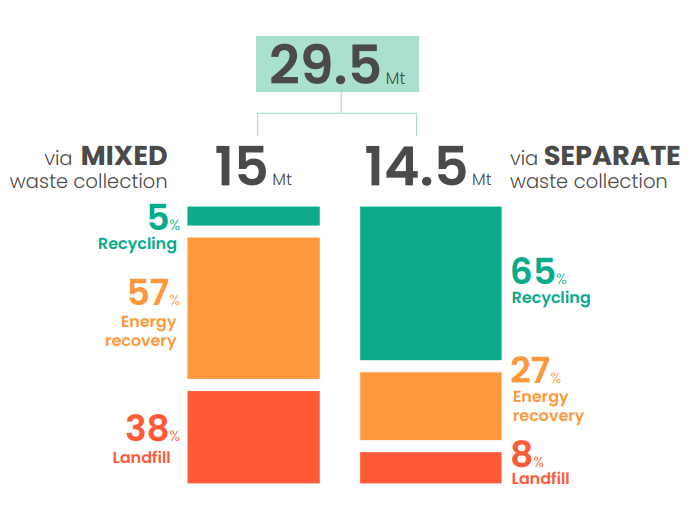 29.5 Mt
via MIXED
waste collection
15 Mt
14.5 Mt
via SEPARATE
waste collection
5%
Recycling
57%
Energy
recovery
38%
Landfill
65%
Recycling
27%
Energy
recovery
8%
Landfill